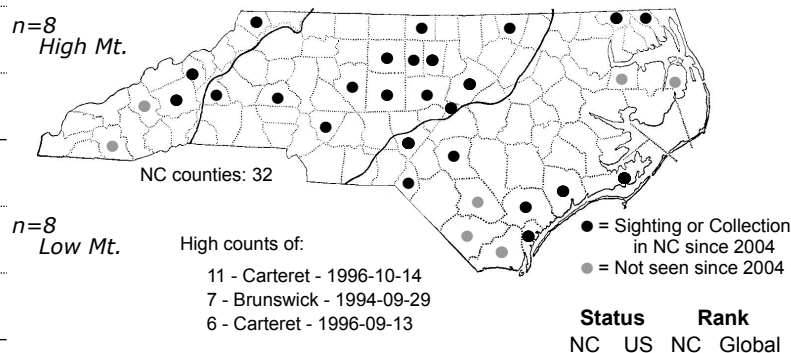 n=8
High Mt.
NC counties: 32
n=8
Low Mt.
High counts of:
11 - Carteret - 1996-10-14
7 - Brunswick - 1994-09-29
6 - Carteret - 1996-09-13
= Sighting or Collection
in NC since 2004
= Not seen since 2004
Status Rank
NC US NC Global